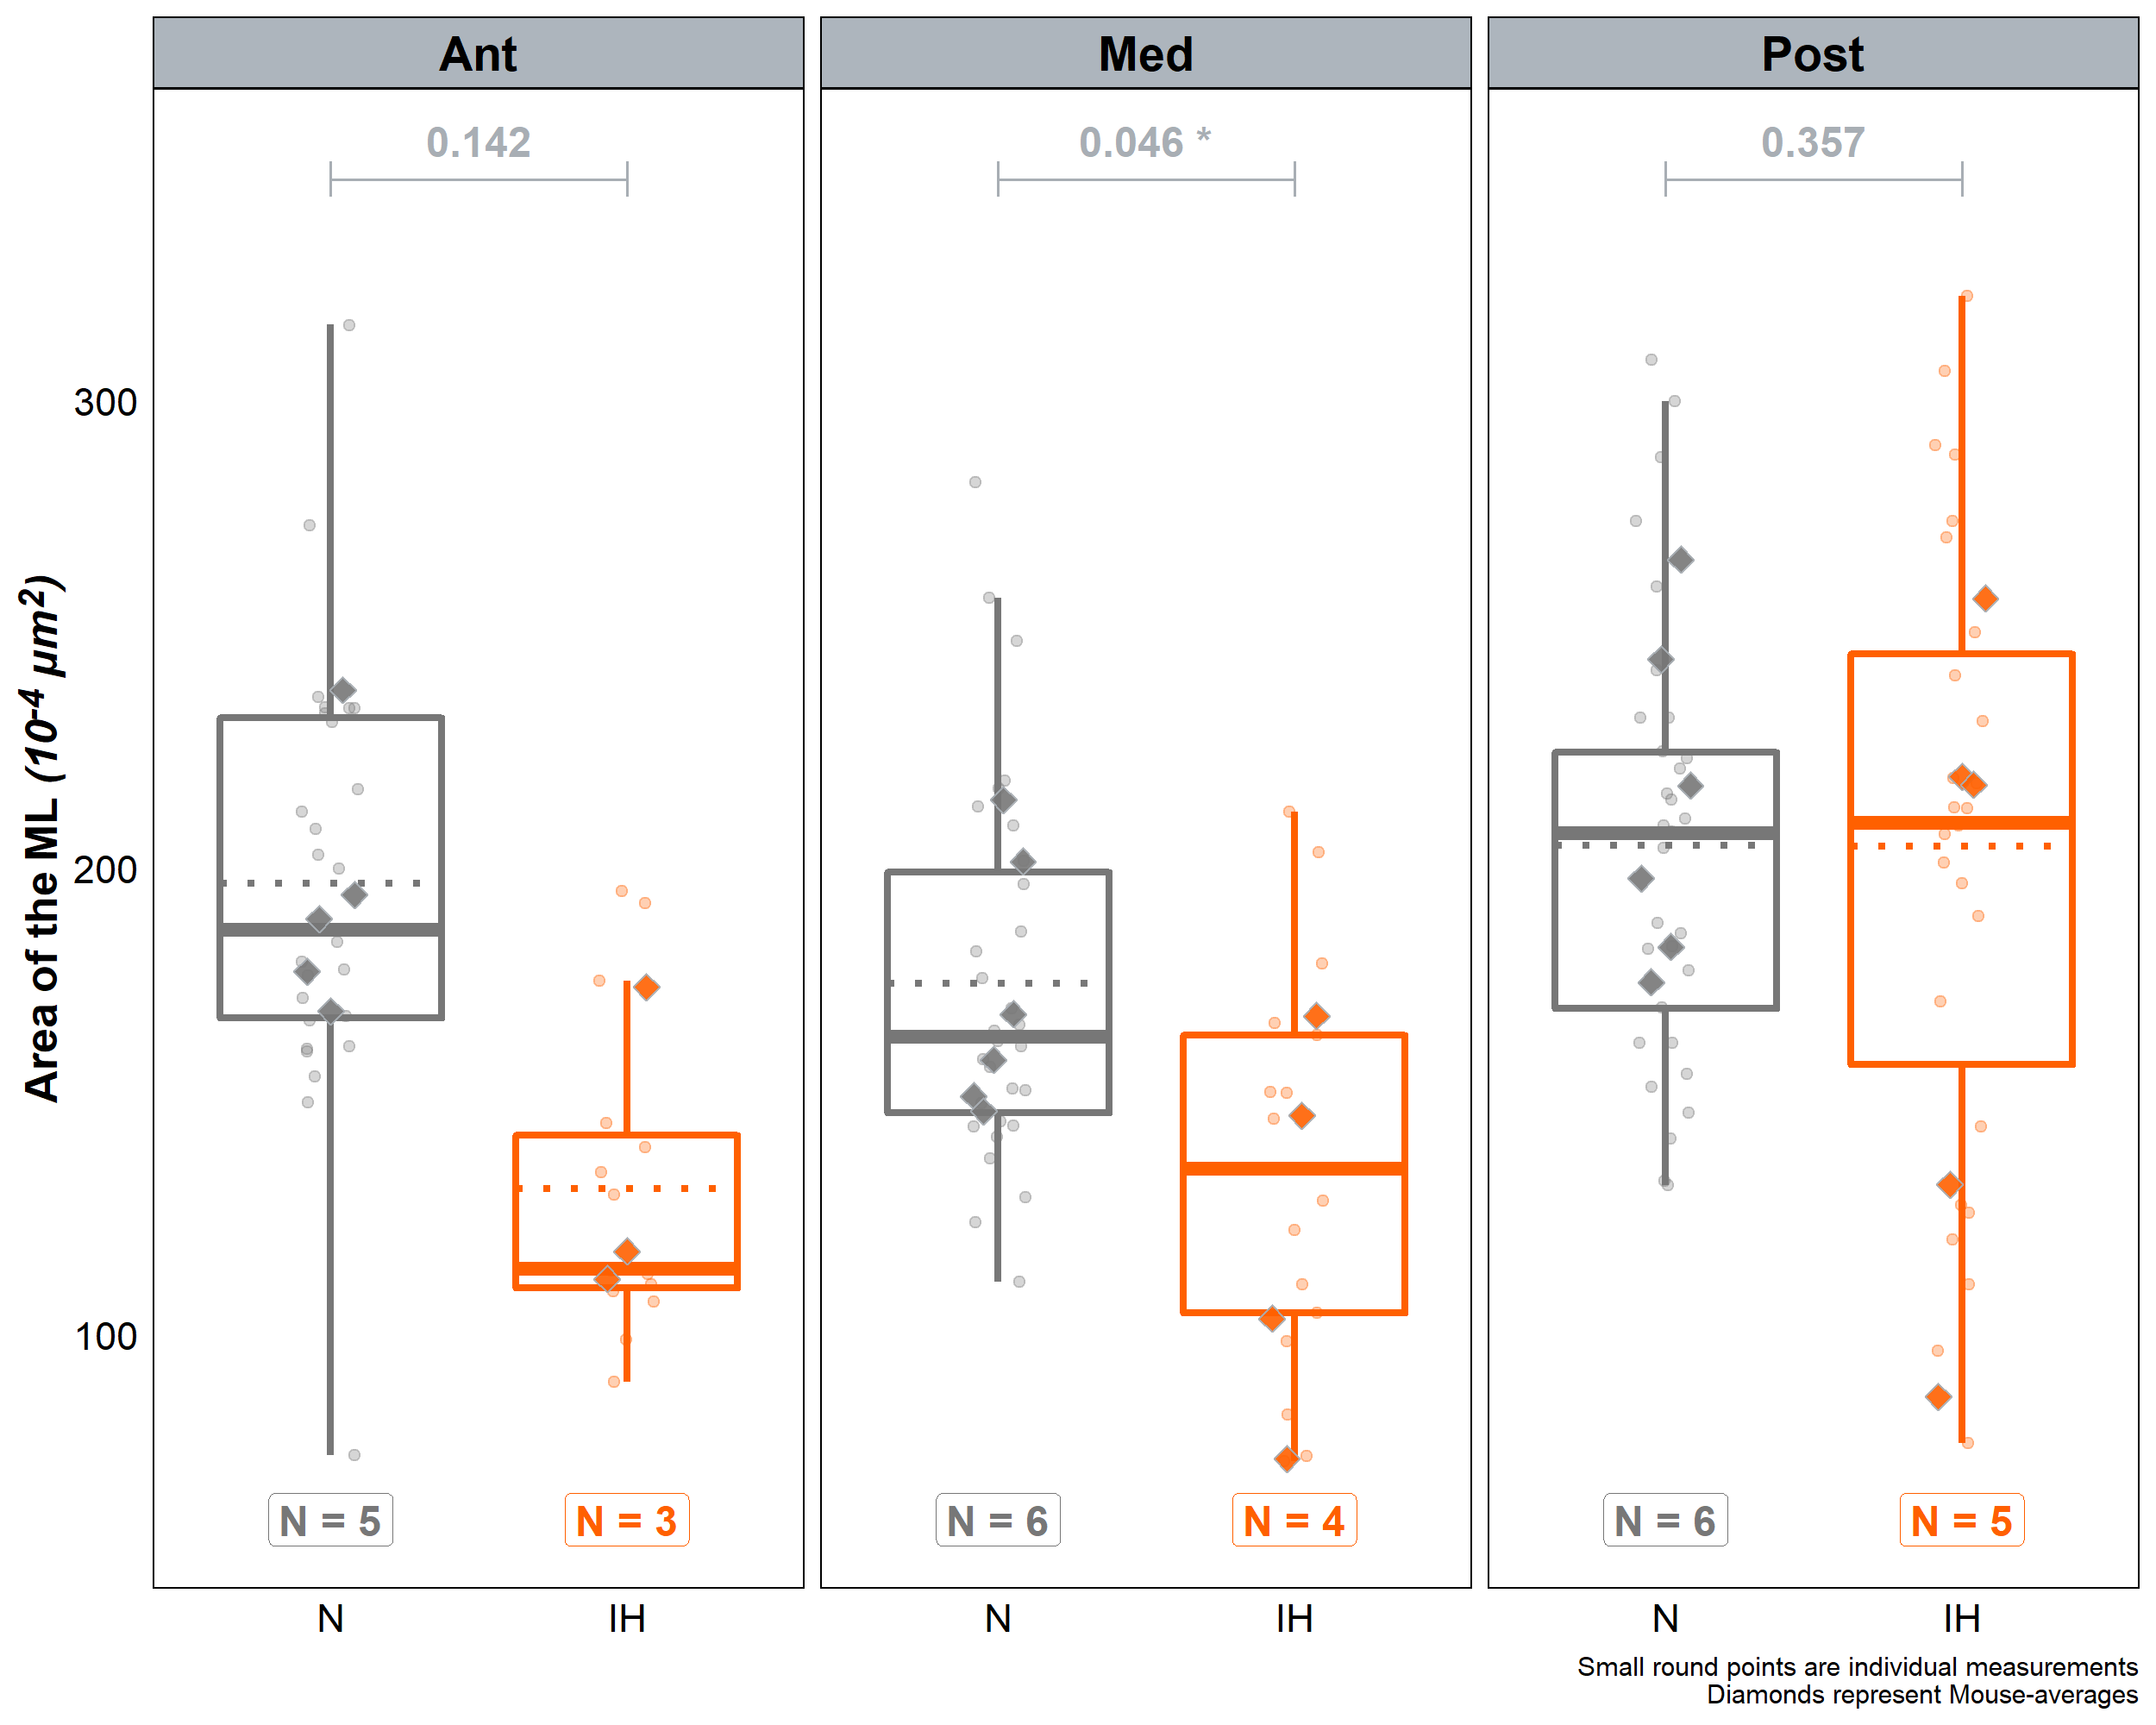 Ant
Med
Post
0.142
0.046 *
0.357
Area of the ML (10⁻⁴ µm²)
300
200
100
N = 5
N = 3
N = 6
N = 4
N = 6
N = 5
N
IH
N
IH
N
IH
Small round points are individual measurements
Diamonds represent Mouse-averages